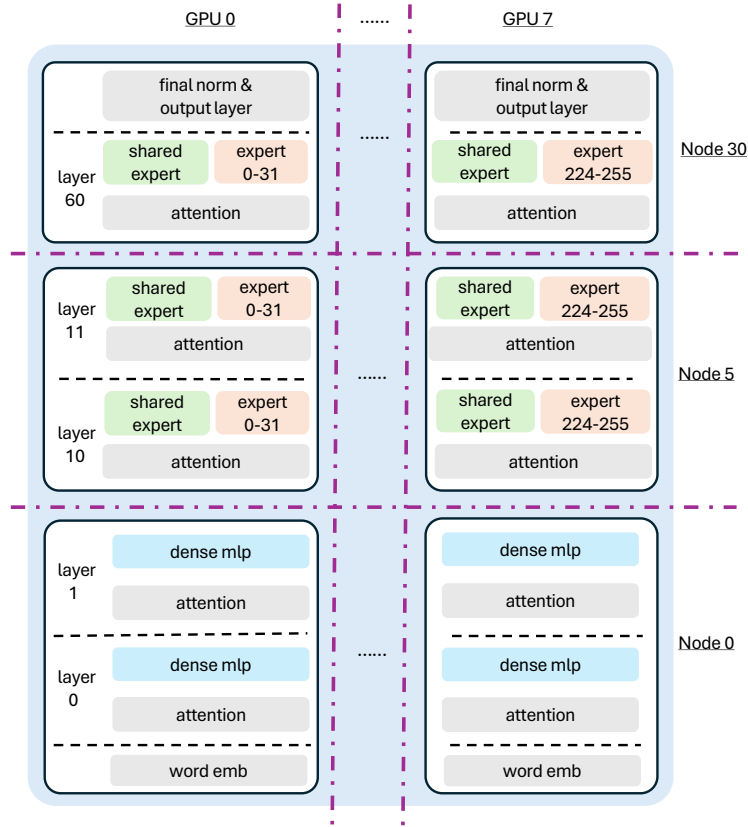 GPU 0
......
GPU 7
final norm &
output layer
......
final norm &
output layer
Node 30
layer
60
shared
expert
expert
0-31
shared
expert
expert
224-255
attention
attention
layer
11
shared
expert
expert
0-31
shared
expert
expert
224-255
attention
attention
......
Node 5
layer
10
shared
expert
expert
0-31
shared
expert
expert
224-255
attention
attention
layer
1
dense mlp
dense mlp
attention
attention
......
Node 0
layer
0
dense mlp
dense mlp
attention
attention
word emb
word emb